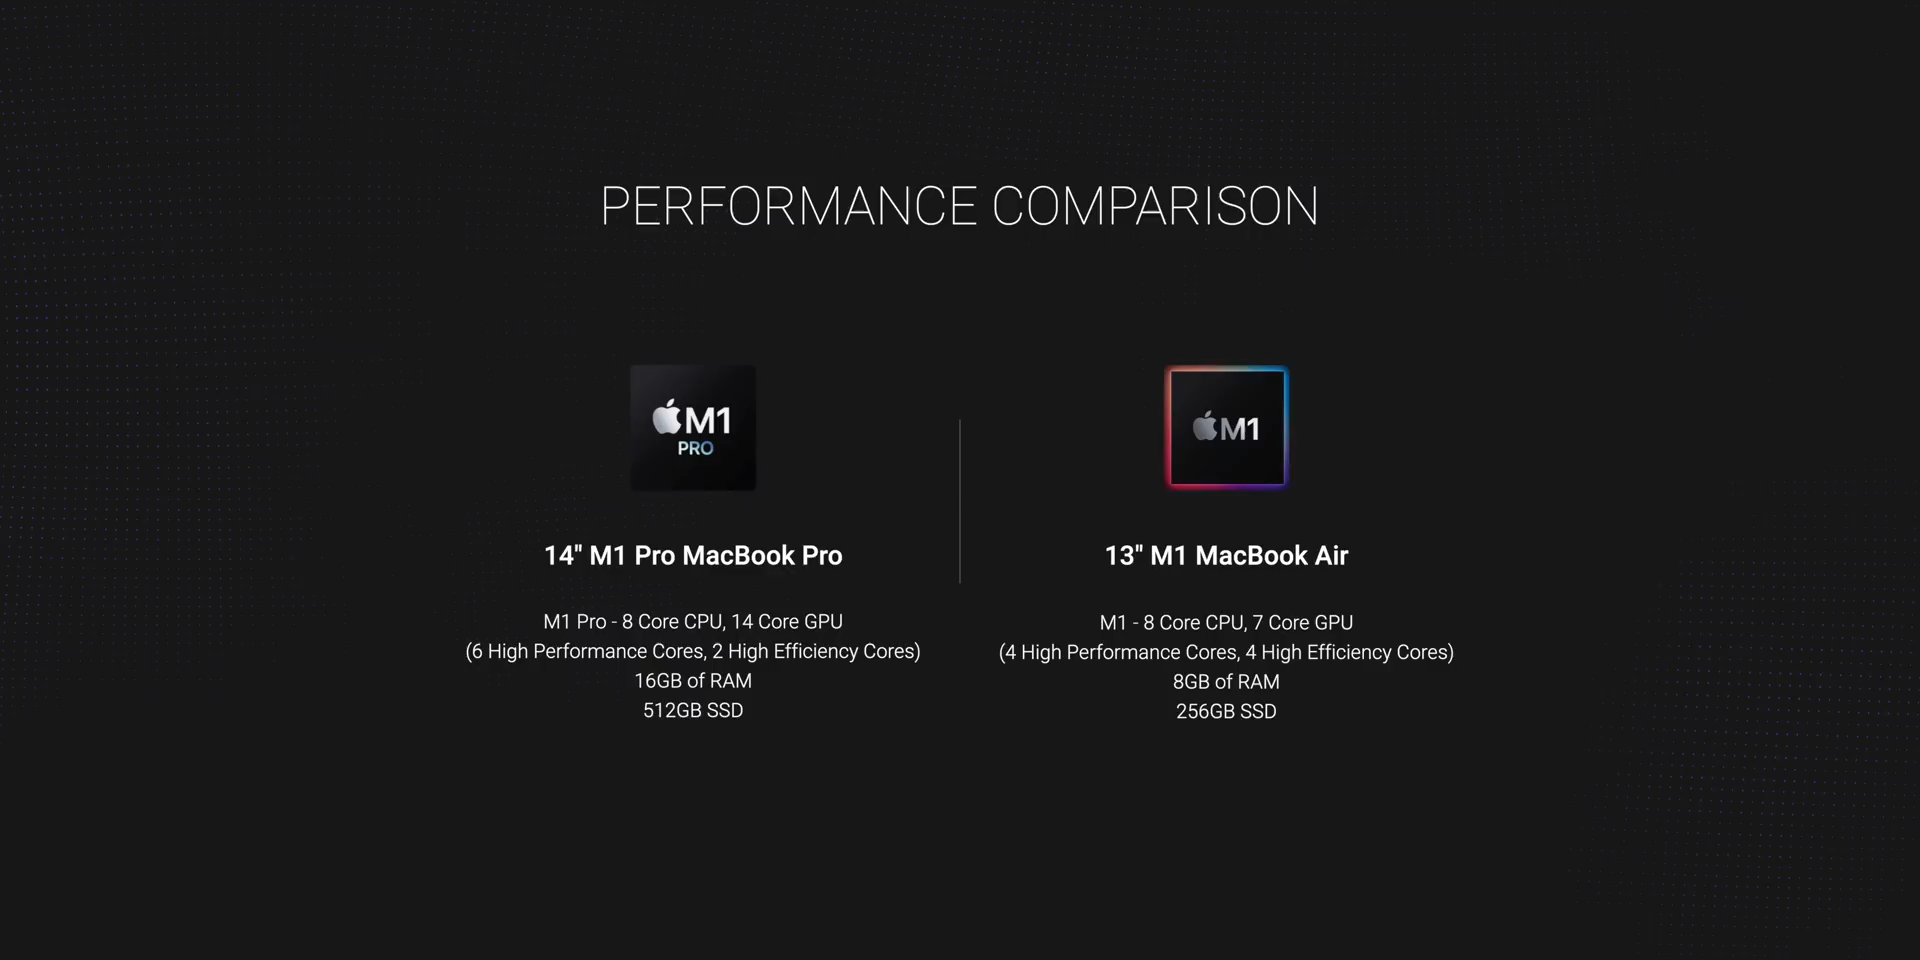 PERFORMANCE COMPARISON
M1
PRO
14" M1 Pro MacBook Pro
M1 Pro - 8 Core CPU, 14 Core GPU
(6 High Performance Cores, 2 High Efficiency Cores)
16GB of RAM
512GB SSD
M1
13" M1 MacBook Air
M1 - 8 Core CPU, 7 Core GPU
(4 High Performance Cores, 4 High Efficiency Cores)
8GB of RAM
256GB SSD